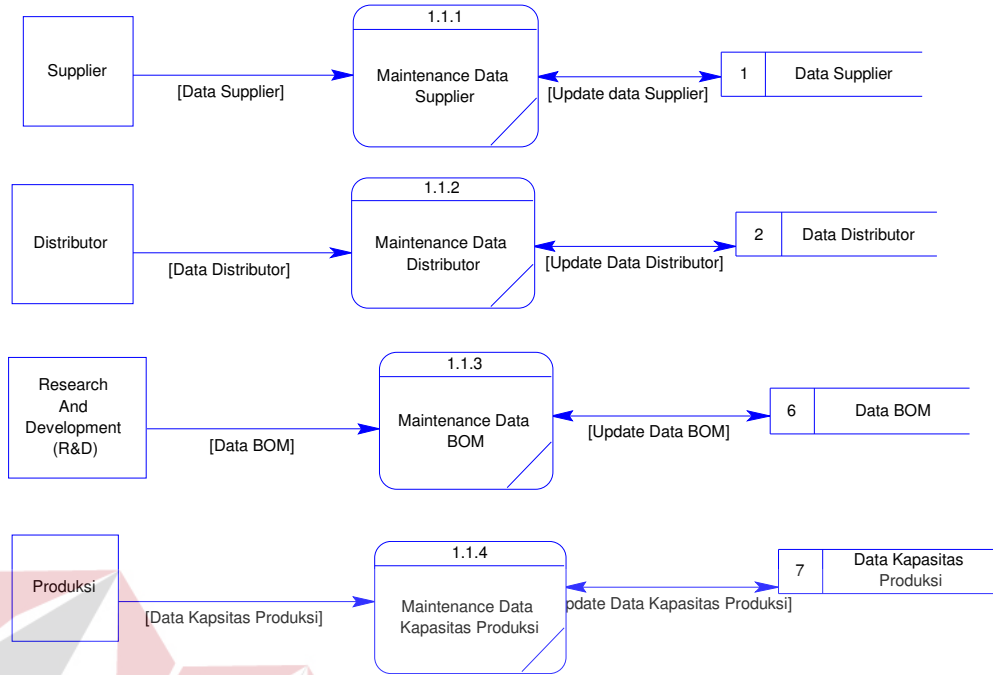 1.1.1
Supplier
[Data Supplier]
Maintenance Data
Supplier
[Update data Supplier]
1
Data Supplier
1.1.2
Distributor
[Data Distributor]
Maintenance Data
Distributor
[Update Data Distributor]
2
Data Distributor
1.1.3
Research
And
Development
(R&D)
[Data BOM]
Maintenance Data
BOM
[Update Data BOM]
6
Data BOM
1.1.4
Produksi
[Data Kapsitas Produksi]
Maintenance Data
Kapasitas Produksi
pdate Data Kapasitas Produksi]
7
Data Kapasitas
Produksi